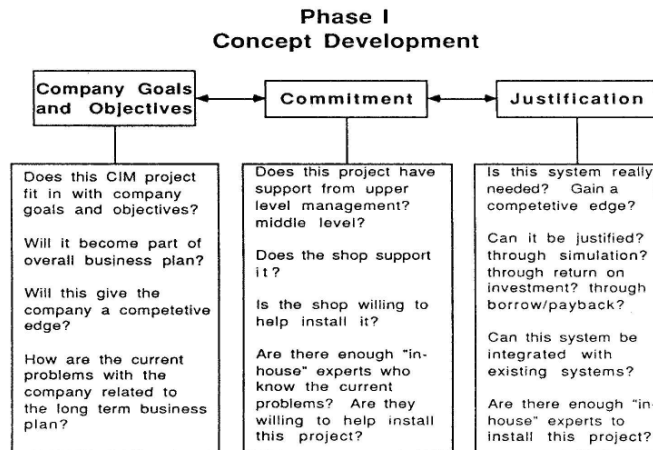 Phase I
Concept Development
Company Goals
and Objectives
Commitment
Justification
Does this CIM project
fit in with company
goals and objectives?
Will it become part of
overall business plan?
Will this give the
company a competetive
edge?
How are the current
problems with the
company related to
the long term business
plan?
Does this project have
support from upper
level management?
middle level?
Does the shop support
it?
Is the shop willing to
help install it?
Are there enough "in-
house" experts who
know the current
problems? Are they
willing to help install
this project?
Is this system really
needed? Gain a
competetive edge?
Can it be justified?
through simulation?
through return on
investment? through
borrow/payback?
Can this system be
integrated with
existing systems?
Are there enough "in-
house" experts to
install this project?